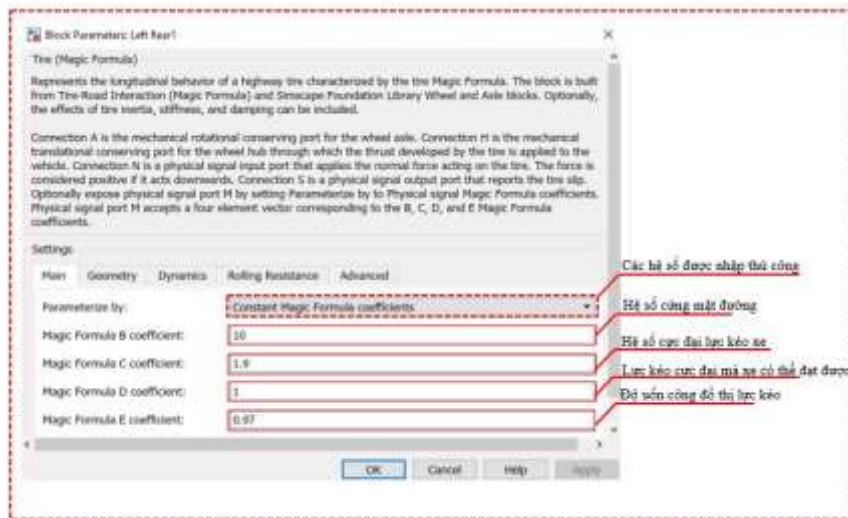 Block Parameters: Left Rear1
Tire (Magic Formula)
Represents the longitudinal behavior of a highway tire characterized by the tire Magic Formula. The block is built
from Tire-Road Interaction (Magic Formula) and Simscape Foundation Library Wheel and Axle blocks. Optionally,
the effects of tire inertia, stiffness, and damping can be included.
Connection A is the mechanical rotational conserving port for the wheel axle. Connection H is the mechanical
translational conserving port for the wheel hub through which the thrust developed by the tire is applied to the
vehicle. Connection N is a physical signal input port that applies the normal force acting on the tire. The force is
considered positive if it acts downwards. Connection S is a physical signal output port that reports the tire slip.
Optionally expose physical signal port M by setting Parameterize by to Physical signal Magic Formula coefficients.
Physical signal port M accepts a four element vector corresponding to the B, C, D, and E Magic Formula
coefficients.
Settings
Main Geometry Dynamics Rolling Resistance Advanced
Các hệ số được nhập thủ công
Parameterize by: Constant Magic Formula coefficients
Hệ số cứng mặt đường
Magic Formula B coefficient: 10
Hệ số cực đại lực kéo xe
Magic Formula C coefficient: 1.9
Lực kéo cực đại mà xe có thể đạt được
Magic Formula D coefficient: 1
Độ uốn công đồ thị lực kéo
Magic Formula E coefficient: 0.97
OK Cancel Help Apply